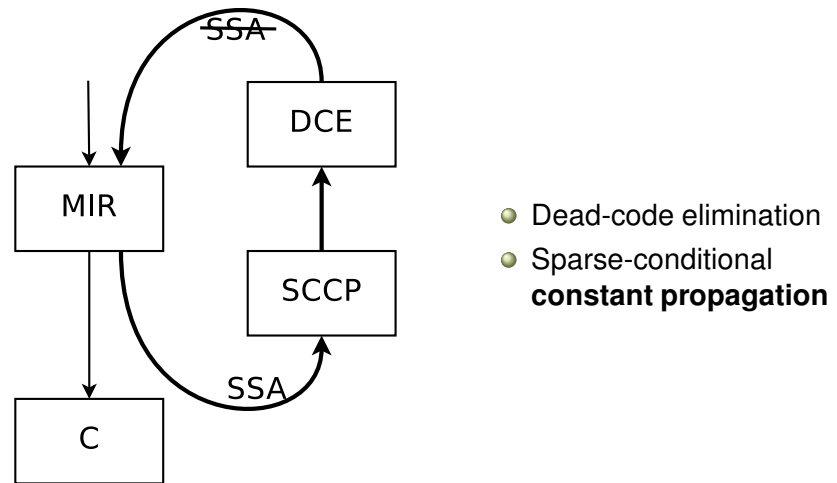 SSA
DCE
MIR
SCCP
SSA
C
Dead-code elimination
Sparse-conditional
constant propagation